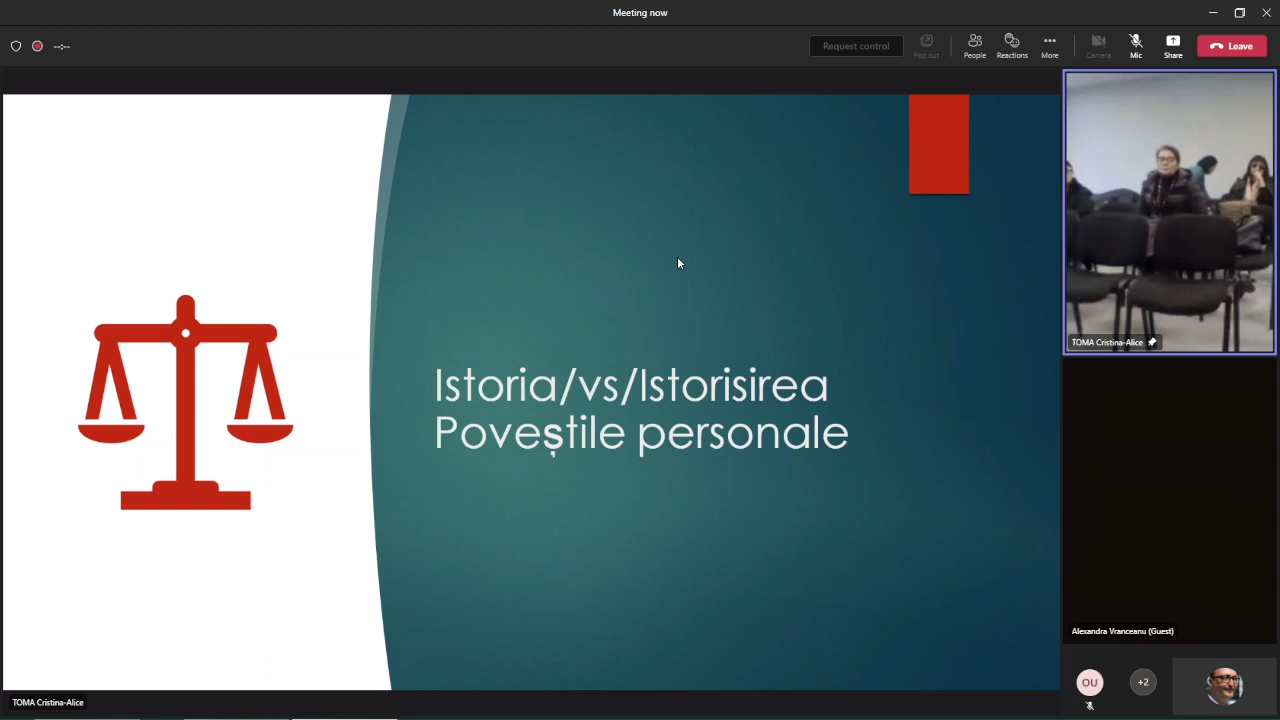 Meeting now
Request control
Pop out
People
Reactions
More
Camera
Mic
Share
Leave
Istoria/vs/Istorisirea
Poveștile personale
TOMA Cristina-Alice
Alexandra Vranceanu (Guest)
OU
+2
TOMA Cristina-Alice